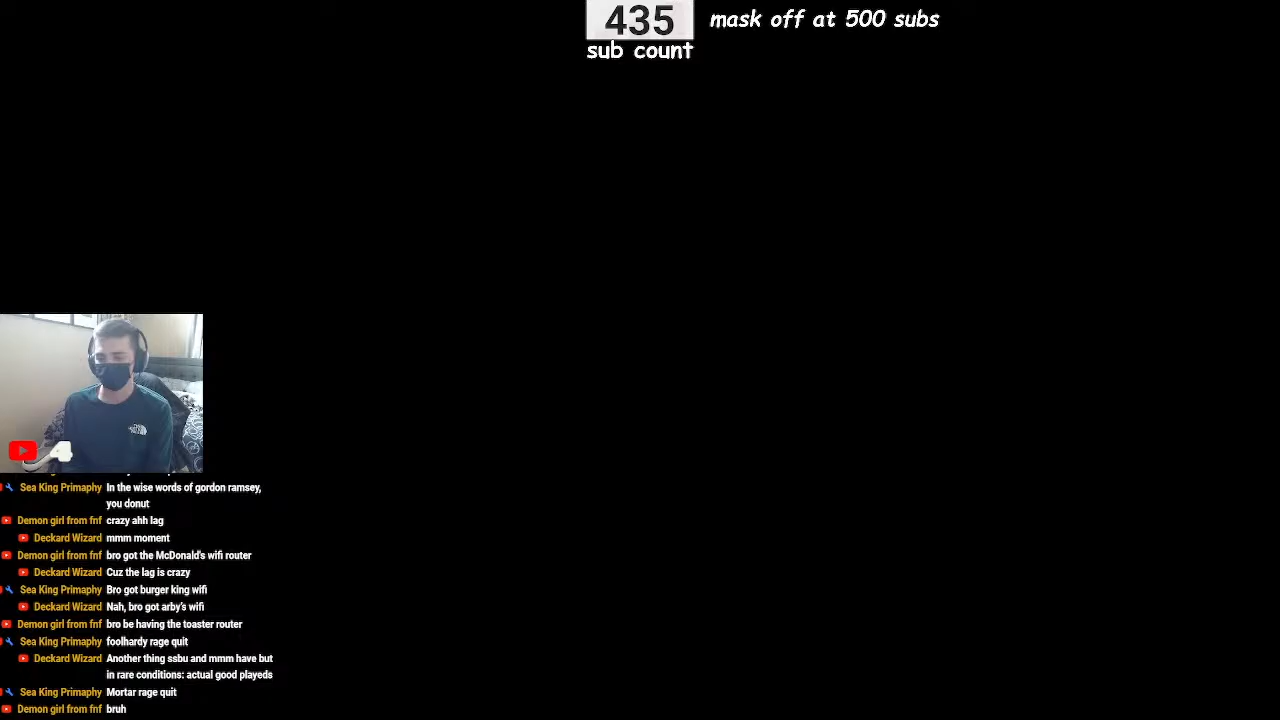 435
mask off at 500 subs
sub count
Sea King Primaphy In the wise words of gordon ramsey,
you donut
Demon girl from fnf crazy ahh lag
Deckard Wizard mmm moment
Demon girl from fnf bro got the McDonald's wifi router
Deckard Wizard Cuz the lag is crazy
Sea King Primaphy Bro got burger king wifi
Deckard Wizard Nah, bro got arby's wifi
Demon girl from fnf bro be having the toaster router
Sea King Primaphy foolhardy rage quit
Deckard Wizard Another thing ssbu and mmm have but
in rare conditions: actual good playeds
Sea King Primaphy Mortar rage quit
Demon girl from fnf bruh